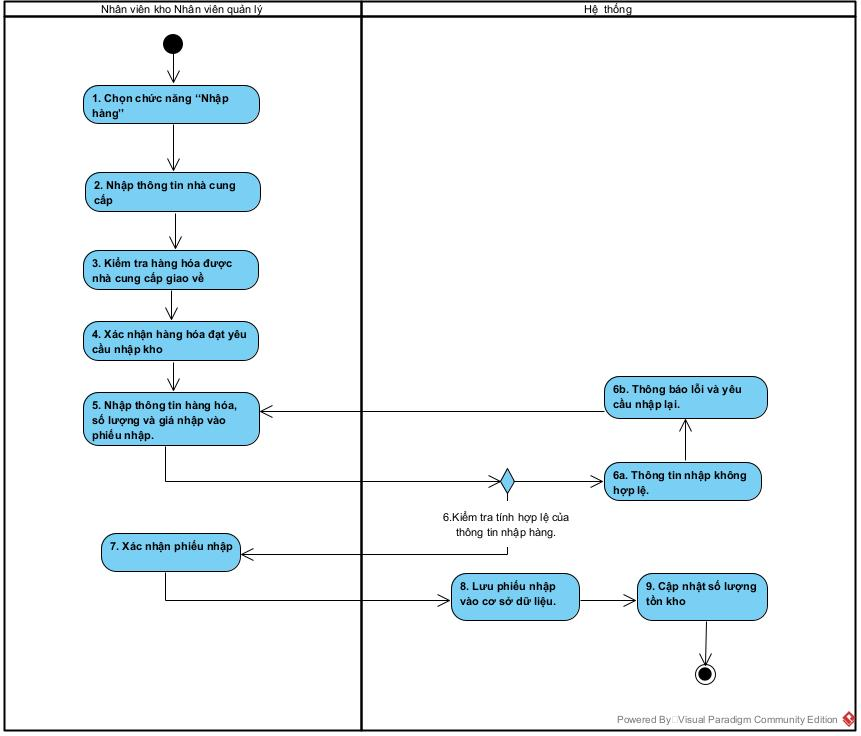 Nhân viên kho Nhân viên quản lý
Hệ thống
1. Chọn chức năng “Nhập
hàng”
2. Nhập thông tin nhà cung
cấp
3. Kiểm tra hàng hóa được
nhà cung cấp giao về
4. Xác nhận hàng hóa đạt yêu
cầu nhập kho
5. Nhập thông tin hàng hóa,
số lượng và giá nhập vào
phiếu nhập.
6b. Thông báo lỗi và yêu
cầu nhập lại.
6a. Thông tin nhập không
hợp lệ.
6.Kiểm tra tính hợp lệ của
thông tin nhập hàng.
7. Xác nhận phiếu nhập
8. Lưu phiếu nhập
vào cơ sở dữ liệu.
9. Cập nhật số lượng
tồn kho
Powered By Visual Paradigm Community Edition